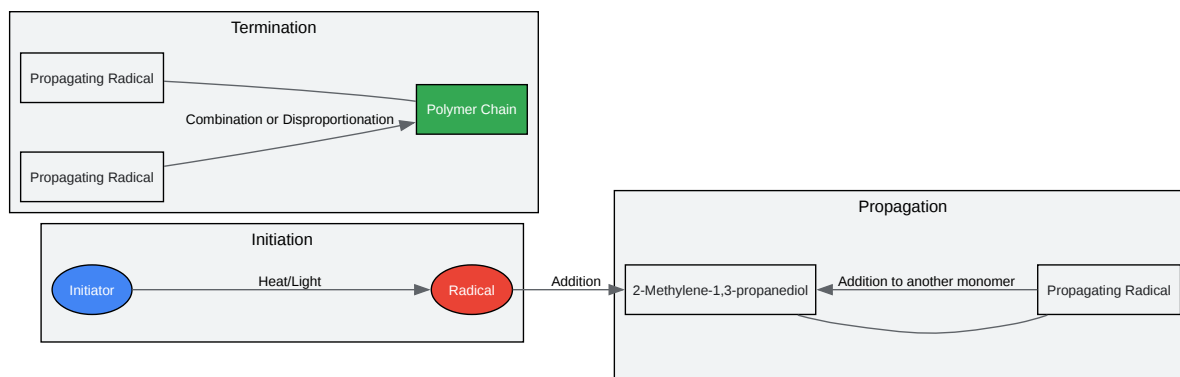 Termination
Propagating Radical
Polymer Chain
Combination or Disproportionation
Propagating Radical
Propagation
Initiation
Initiator
Heat/Light
Radical
Addition
2-Methylene-1,3-propanediol
Addition to another monomer
Propagating Radical